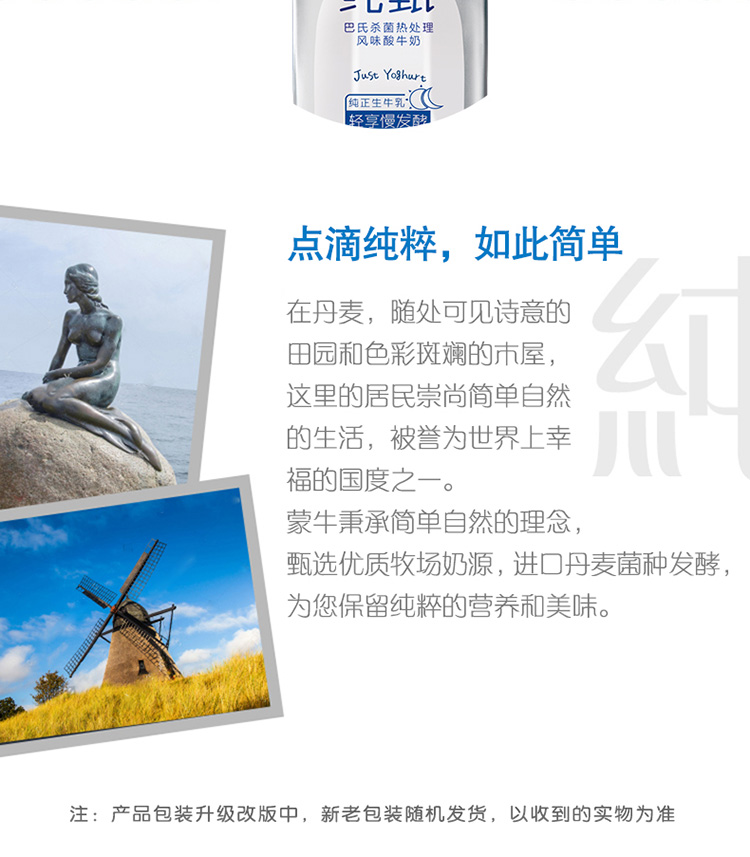 纯甄
巴氏杀菌热处理
风味酸牛奶
Just Yoghurt
纯正生牛乳
轻享慢发酵
点滴纯粹，如此简单
在丹麦，随处可见诗意的
田园和色彩斑斓的木屋，
这里的居民崇尚简单自然
的生活，被誉为世界上幸
福的国度之一。
蒙牛秉承简单自然的理念，
甄选优质牧场奶源，进口丹麦菌种发酵，
为您保留纯粹的营养和美味。
純
注：产品包装升级改版中，新老包装随机发货，以收到的实物为准